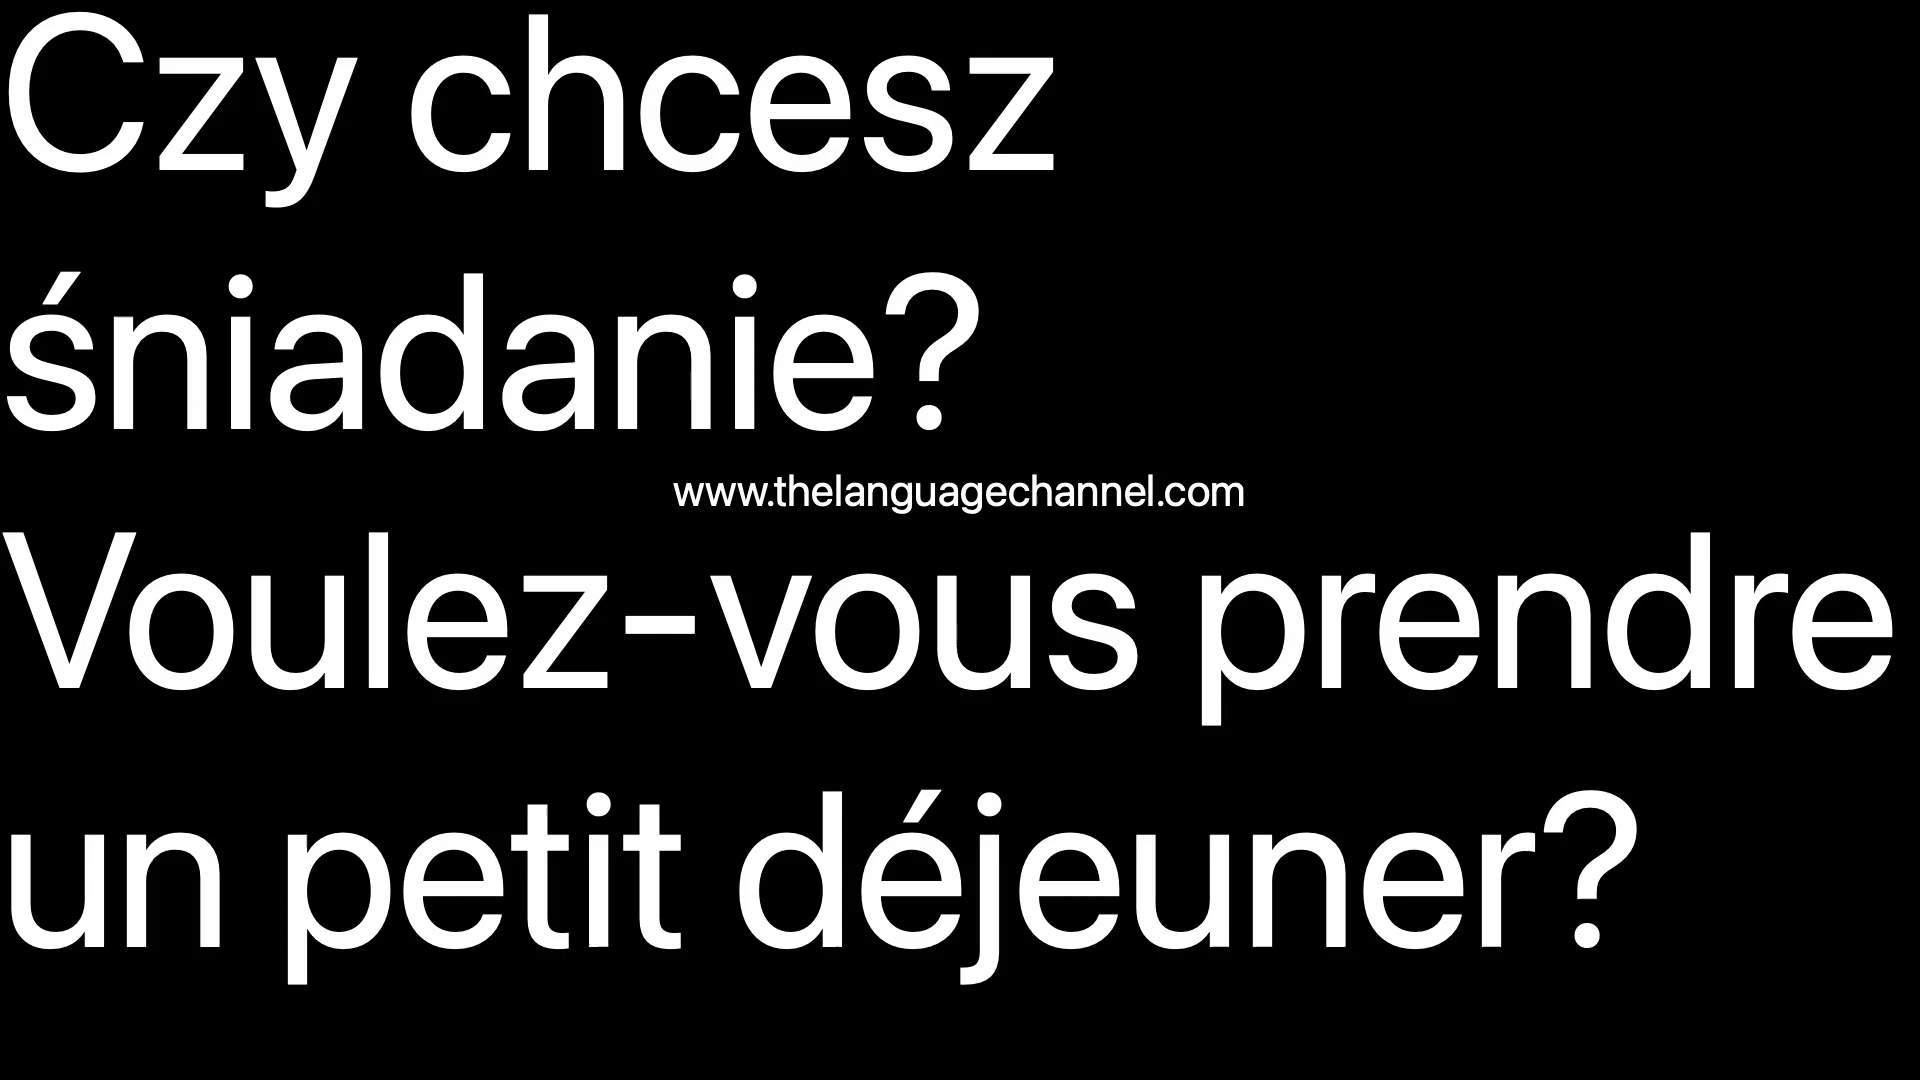 Czy chcesz
śniadanie?
www.thelanguagechannel.com
Voulez-vous prendre
un petit déjeuner?